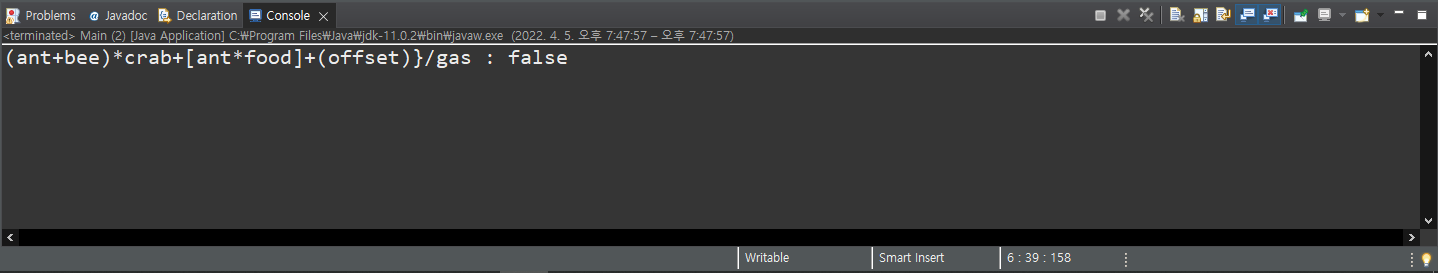 Problems @ Javadoc Declaration Console
<terminated> Main (2) [Java Application] C:₩Program Files₩Java₩jdk-11.0.2₩bin₩javaw.exe (2022. 4. 5. 오후 7:47:57 – 오후 7:47:57)
(ant+bee)*crab+[ant*food]+(offset)}/gas : false
Writable Smart Insert 6 : 39 : 158